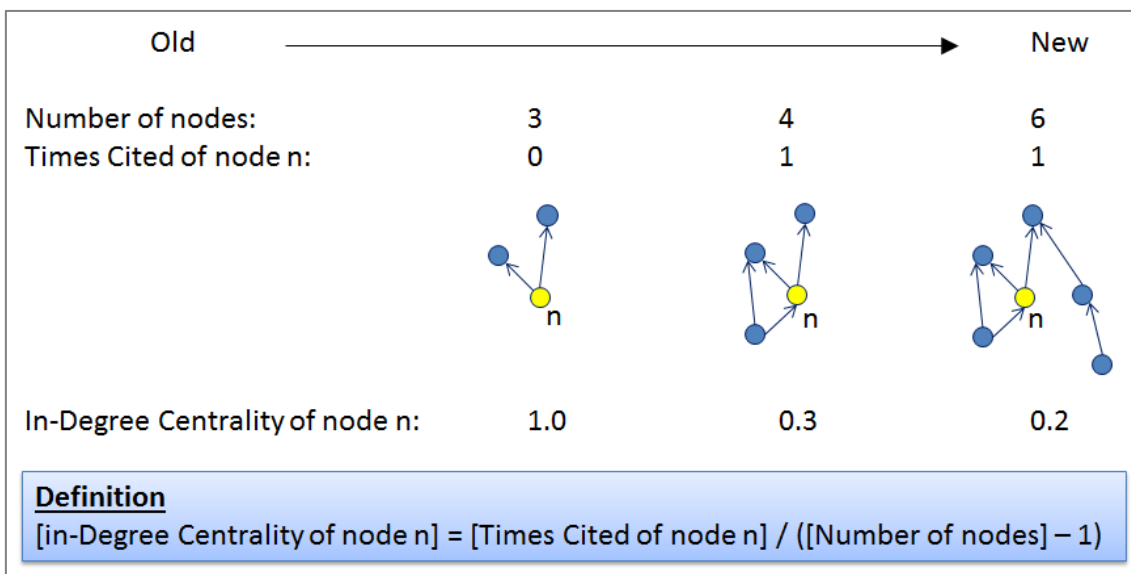 Old New
Number of nodes: 3 4 6
Times Cited of node n: 0 1 1
n n n
In-Degree Centrality of node n: 1.0 0.3 0.2
Definition
[in-Degree Centrality of node n] = [Times Cited of node n] / ([Number of nodes] – 1)